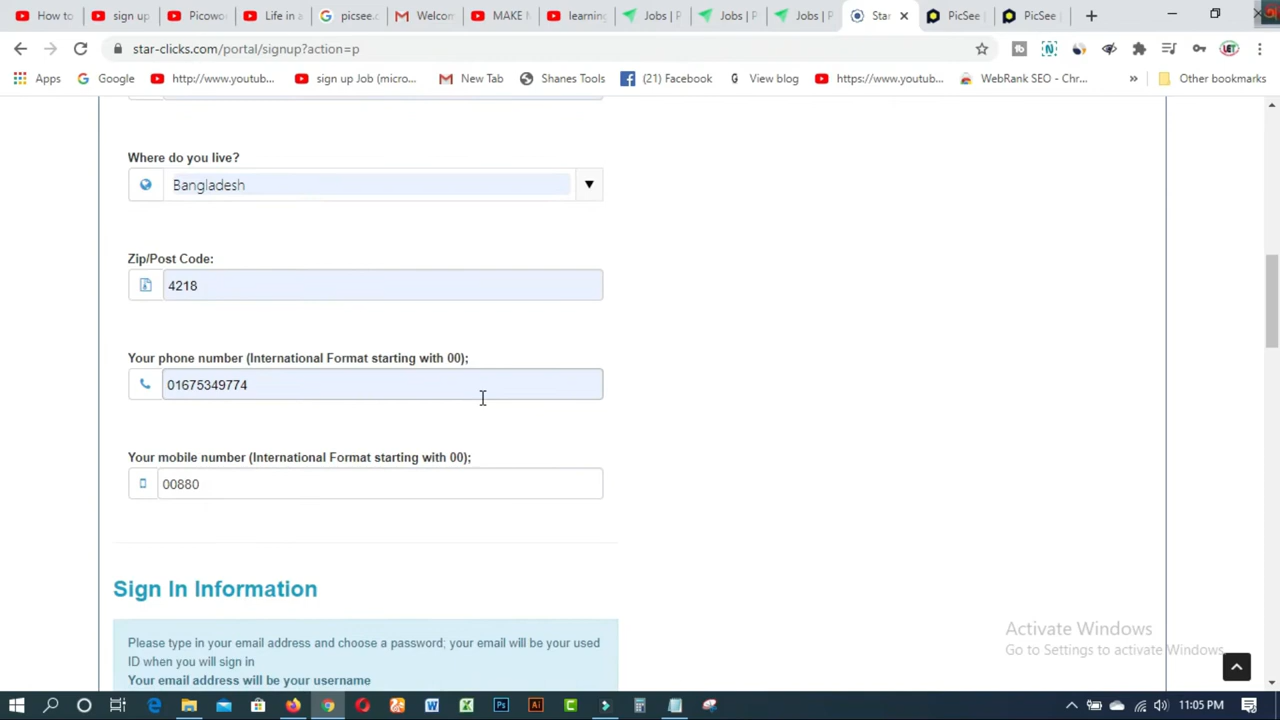 How to
sign up
Picowo
Life in a
picsee.c
Welcom
MAKE
learning
Jobs | P
Jobs | P
Jobs | P
Star
PicSee
PicSee
star-clicks.com/portal/signup?action=p
Apps
Google
http://www.youtub...
sign up Job (micro...
New Tab
Shanes Tools
(21) Facebook
View blog
https://www.youtub...
WebRank SEO - Chr...
»
Other bookmarks
Where do you live?
Bangladesh
Zip/Post Code:
4218
Your phone number (International Format starting with 00);
01675349774
Your mobile number (International Format starting with 00);
00880
Sign In Information
Please type in your email address and choose a password; your email will be your used
ID when you will sign in
Your email address will be your username
Activate Windows
Go to Settings to activate Windows.
11:05 PM